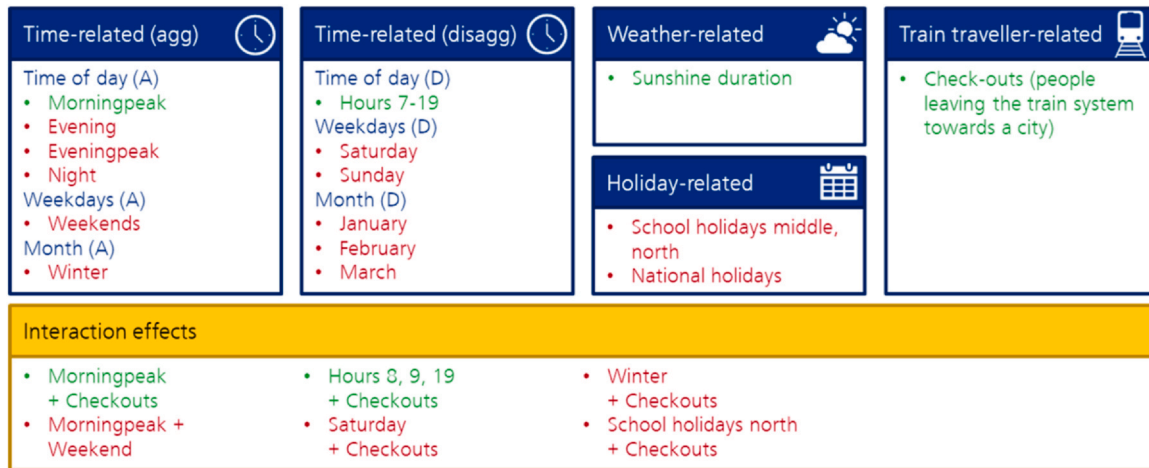 Time-related (agg)
Time of day (A)
• Morningpeak
• Evening
• Eveningpeak
• Night
Weekdays (A)
• Weekends
Month (A)
• Winter
Time-related (disagg)
Time of day (D)
• Hours 7-19
Weekdays (D)
• Saturday
• Sunday
Month (D)
• January
• February
• March
Weather-related
• Sunshine duration
Holiday-related
• School holidays middle,
north
• National holidays
Train traveller-related
• Check-outs (people
leaving the train system
towards a city)
Interaction effects
• Morningpeak
+ Checkouts
• Morningpeak +
Weekend
• Hours 8, 9, 19
+ Checkouts
• Saturday
+ Checkouts
• Winter
+ Checkouts
• School holidays north
+ Checkouts